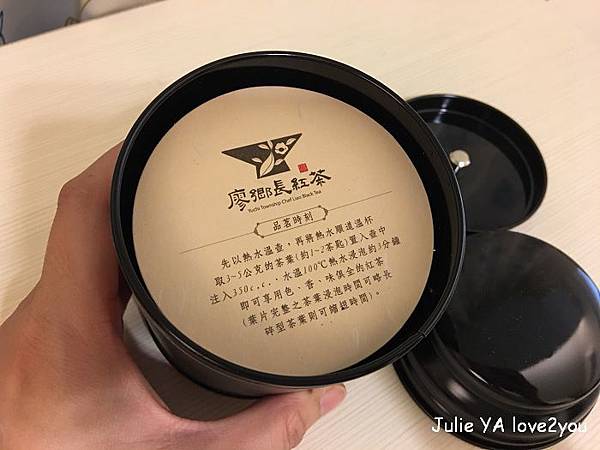 廖鄉長紅茶
Yuchi Township Chief Liao Black Tea
品茗時刻
先以熱水溫壺，再將熱水順道溫杯
取3~5公克的茶葉(約1~2茶匙)置入壺中
注入350c.c.. 水溫100℃熱水浸泡約3分鐘
即可享用色、香、味俱全的紅茶
(葉片完整之茶葉浸泡時間可略長
碎型茶葉則可縮短時間)。
Julie YA love2you